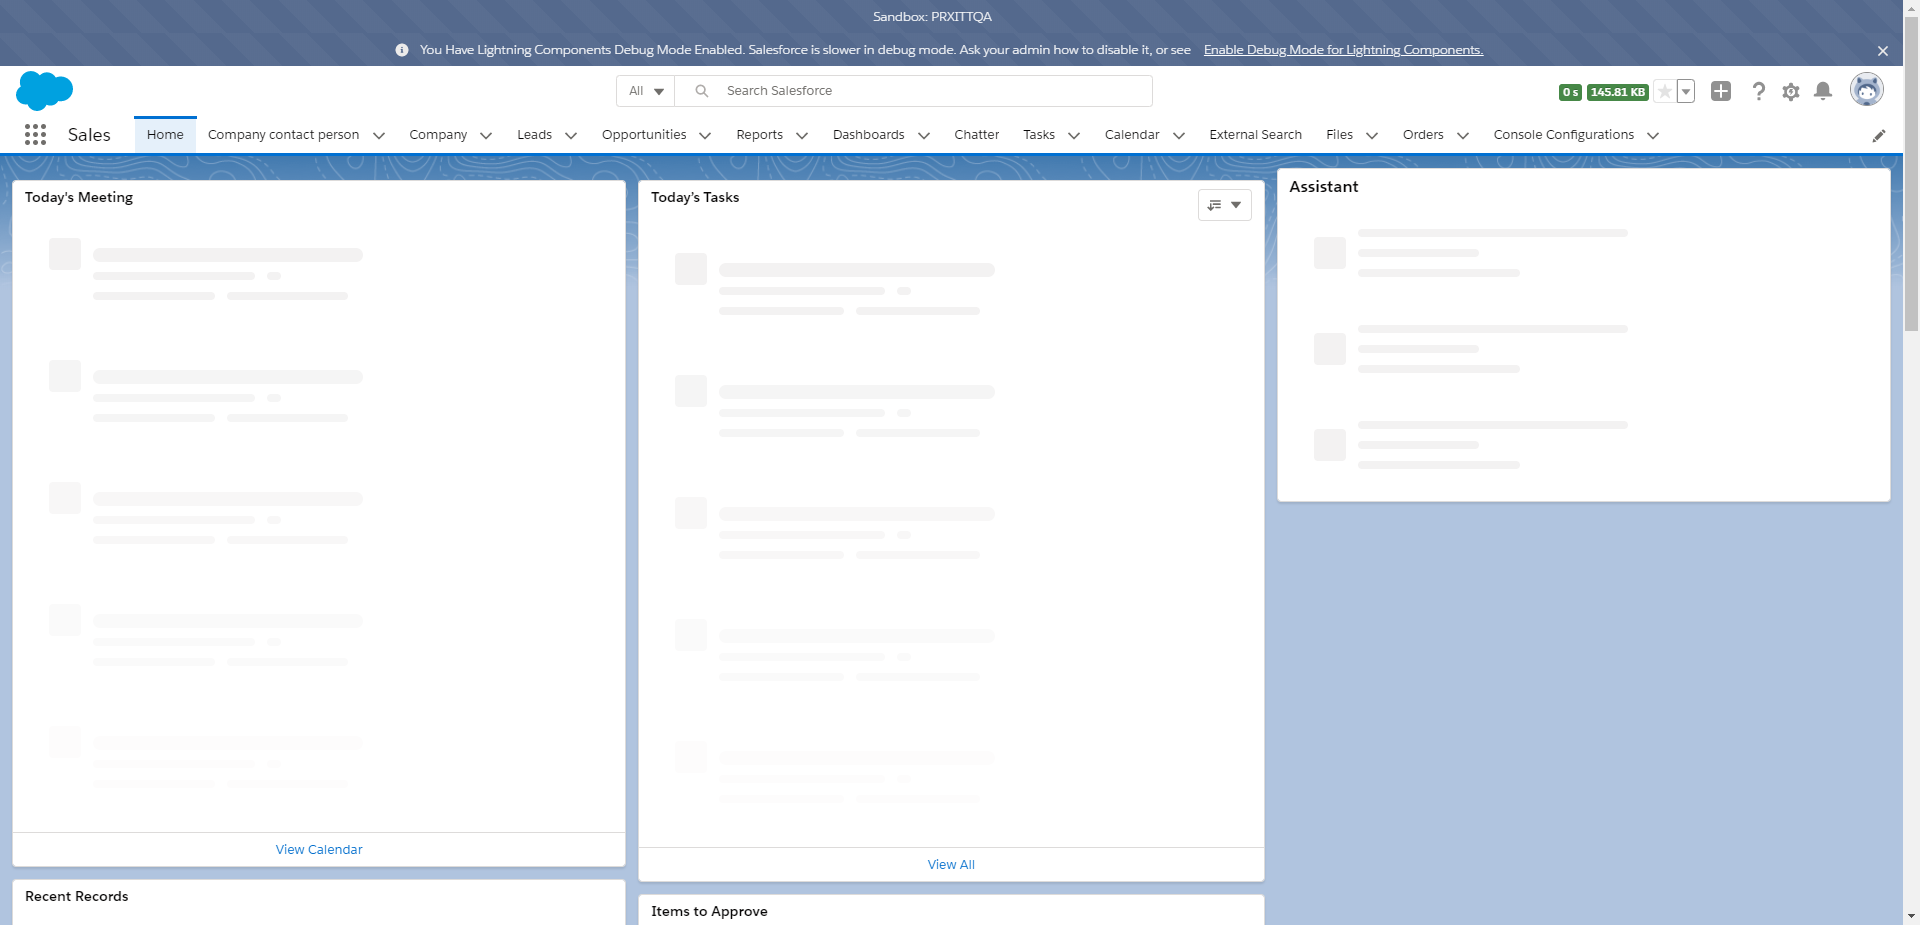 Sandbox: PRXITTQA
You Have Lightning Components Debug Mode Enabled. Salesforce is slower in debug mode. Ask your admin how to disable it, or see Enable Debug Mode for Lightning Components.
All Search Salesforce 0 s 145.81 KB
Sales Home Company contact person Company Leads Opportunities Reports Dashboards Chatter Tasks Calendar External Search Files Orders Console Configurations
Today's Meeting
View Calendar
Recent Records
Today's Tasks
View All
Items to Approve
Assistant